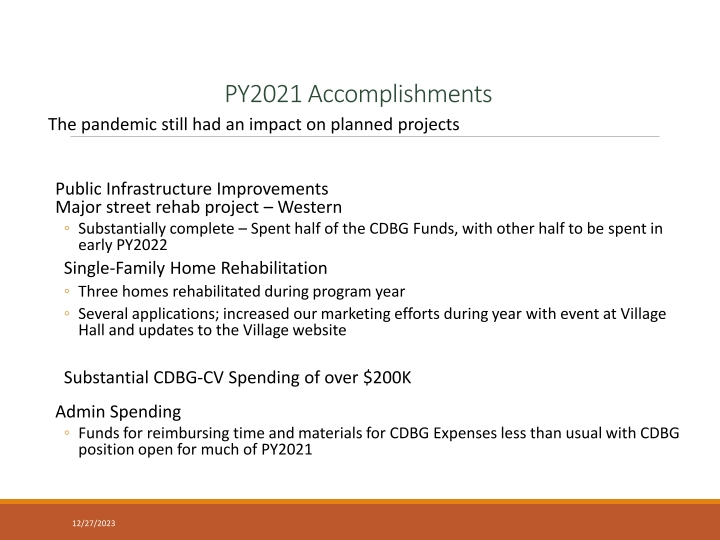 PY2021 Accomplishments
The pandemic still had an impact on planned projects
Public Infrastructure Improvements
Major street rehab project – Western
◦ Substantially complete – Spent half of the CDBG Funds, with other half to be spent in
early PY2022
Single-Family Home Rehabilitation
◦ Three homes rehabilitated during program year
◦ Several applications; increased our marketing efforts during year with event at Village
Hall and updates to the Village website
Substantial CDBG-CV Spending of over $200K
Admin Spending
◦ Funds for reimbursing time and materials for CDBG Expenses less than usual with CDBG
position open for much of PY2021
12/27/2023